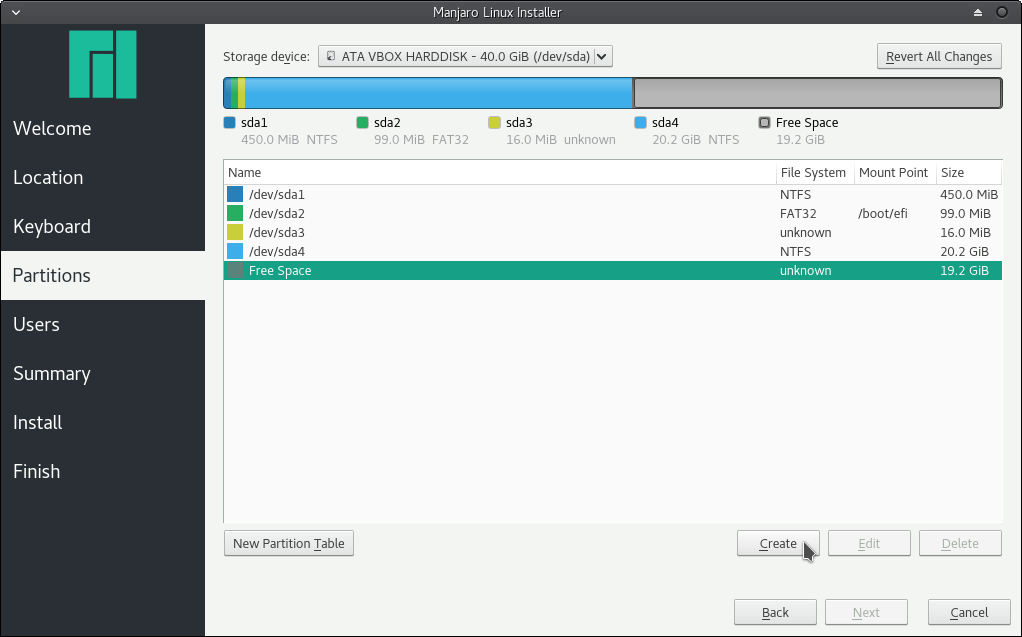 Manjaro Linux Installer
Welcome
Location
Keyboard
Partitions
Users
Summary
Install
Finish
Storage device: ATA VBOX HARDDISK - 40.0 GiB (/dev/sda) Revert All Changes
sda1 sda2 sda3 sda4 Free Space
450.0 MiB NTFS 99.0 MiB FAT32 16.0 MiB unknown 20.2 GiB NTFS 19.2 GiB
Name File System Mount Point Size
/dev/sda1 NTFS 450.0 MiB
/dev/sda2 FAT32 /boot/efi 99.0 MiB
/dev/sda3 unknown 16.0 MiB
/dev/sda4 NTFS 20.2 GiB
Free Space unknown 19.2 GiB
New Partition Table Create Edit Delete
Back Next Cancel